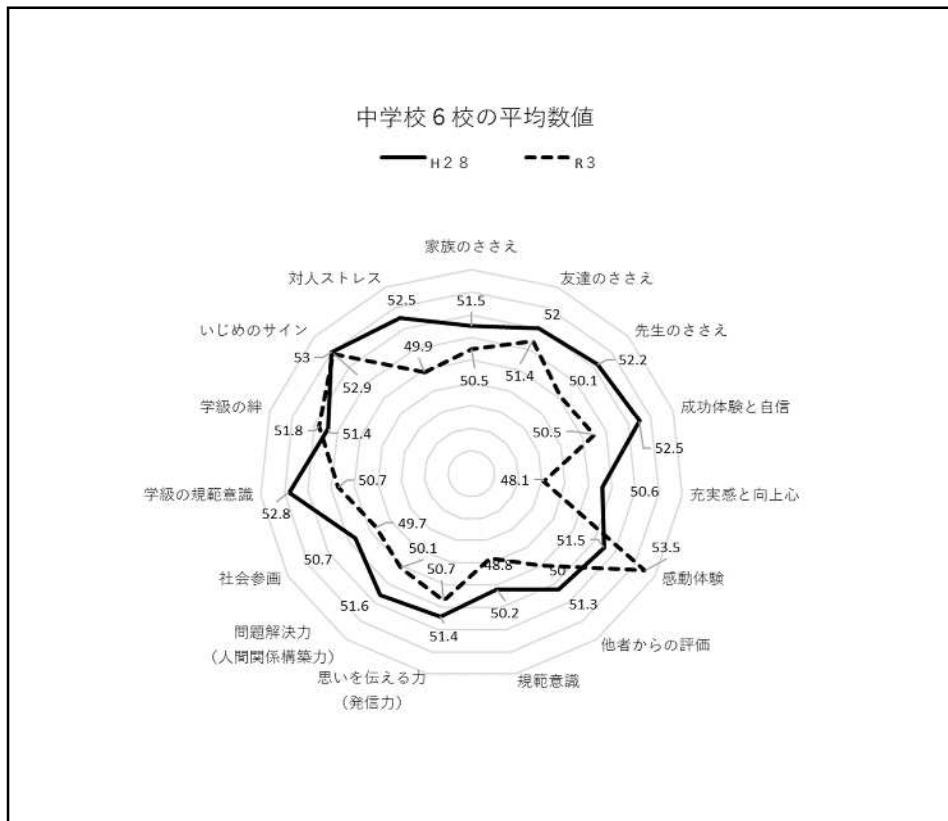 中学校６校の平均数値
Ｈ２８
Ｒ３
家族のささえ
対人ストレス
友達のささえ
52.5
51.5
52
いじめのサイン
先生のささえ
49.9
53
52.2
50.1
51.4
52.9
50.5
学級の絆
成功体験と自信
51.8
51.4
50.5
52.5
50.7
48.1
50.6
学級の規範意識
充実感と向上心
52.8
49.7
51.5
53.5
50.7
50.1
社会参画
感動体験
48.8
50
50.7
51.6
50.2
51.3
51.4
問題解決力
（人間関係構築力）
他者からの評価
思いを伝える力
（発信力）
規範意識